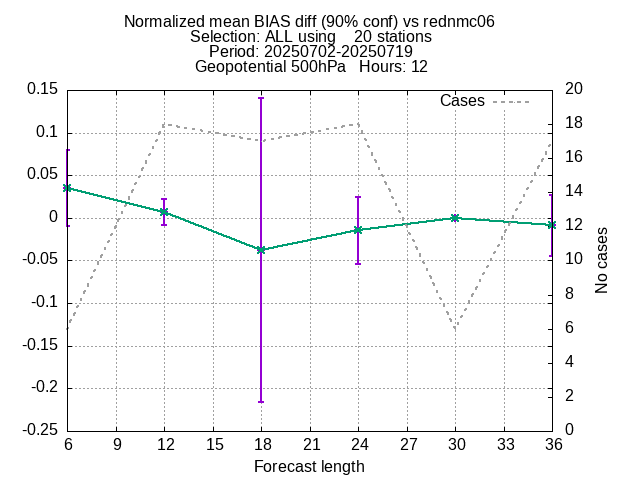 Normalized mean BIAS diff (90% conf) vs rednmc06
Selection: ALL using    20 stations
Period: 20250702-20250719
Geopotential 500hPa   Hours: 12
Cases
0.15
0.1
0.05
0
-0.05
-0.1
-0.15
-0.2
-0.25
20
18
16
14
12
10
8
6
4
2
0
No cases
6 9 12 15 18 21 24 27 30 33 36
Forecast length